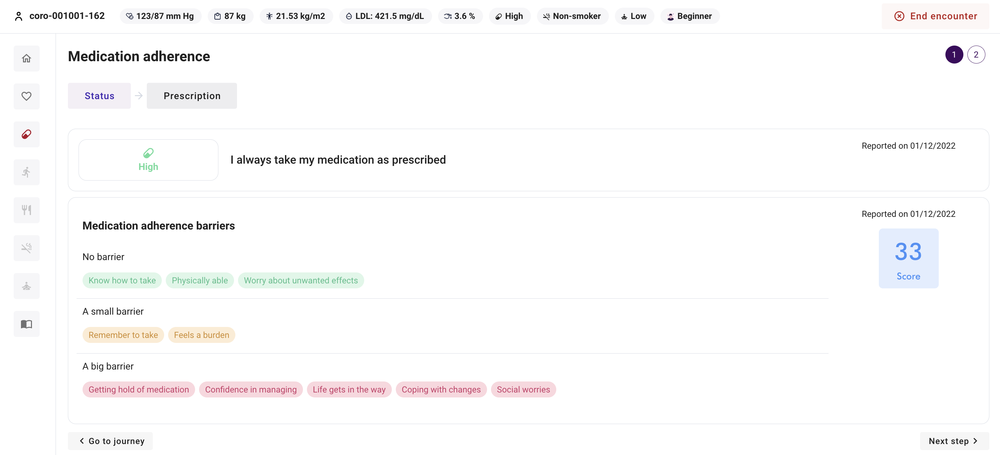 coro-001001-162 123/87 mm Hg 87 kg 21.53 kg/m2 LDL: 421.5 mg/dL 3.6 % High Non-smoker Low Beginner End encounter
Medication adherence 1 2
Status Prescription
Reported on 01/12/2022
High
I always take my medication as prescribed
Reported on 01/12/2022
Medication adherence barriers
33
Score
No barrier
Know how to take Physically able Worry about unwanted effects
A small barrier
Remember to take Feels a burden
A big barrier
Getting hold of medication Confidence in managing Life gets in the way Coping with changes Social worries
Go to journey Next step